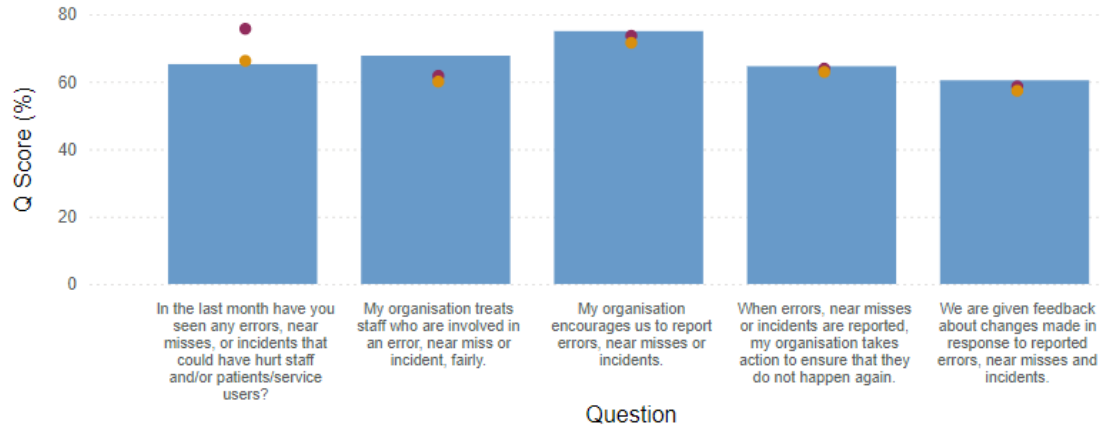 80
60
40
20
0
Q Score (%)
In the last month have you
seen any errors, near
misses, or incidents that
could have hurt staff
and/or patients/service
users?
My organisation treats
staff who are involved in
an error, near miss or
incident, fairly.
My organisation
encourages us to report
errors, near misses or
incidents.
When errors, near misses
or incidents are reported,
my organisation takes
action to ensure that they
do not happen again.
We are given feedback
about changes made in
response to reported
errors, near misses and
incidents.
Question